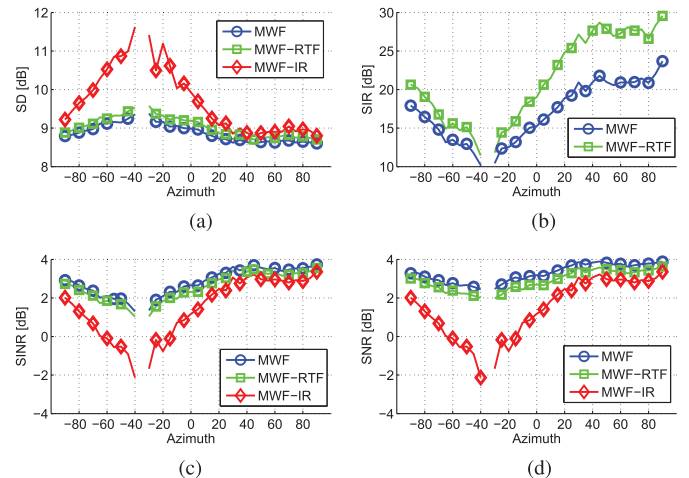 12
11
10
9
8
SD [dB]
−80 −60 −40 −20 0 20 40 60 80
Azimuth
MWF
MWF−RTF
MWF−IR
(a)
30
25
20
15
10
SIR [dB]
−80 −60 −40 −20 0 20 40 60 80
Azimuth
MWF
MWF−RTF
(b)
4
2
0
−2
−4
SINR [dB]
−80 −60 −40 −20 0 20 40 60 80
Azimuth
MWF
MWF−RTF
MWF−IR
(c)
4
2
0
−2
−4
SNR [dB]
−80 −60 −40 −20 0 20 40 60 80
Azimuth
MWF
MWF−RTF
MWF−IR
(d)